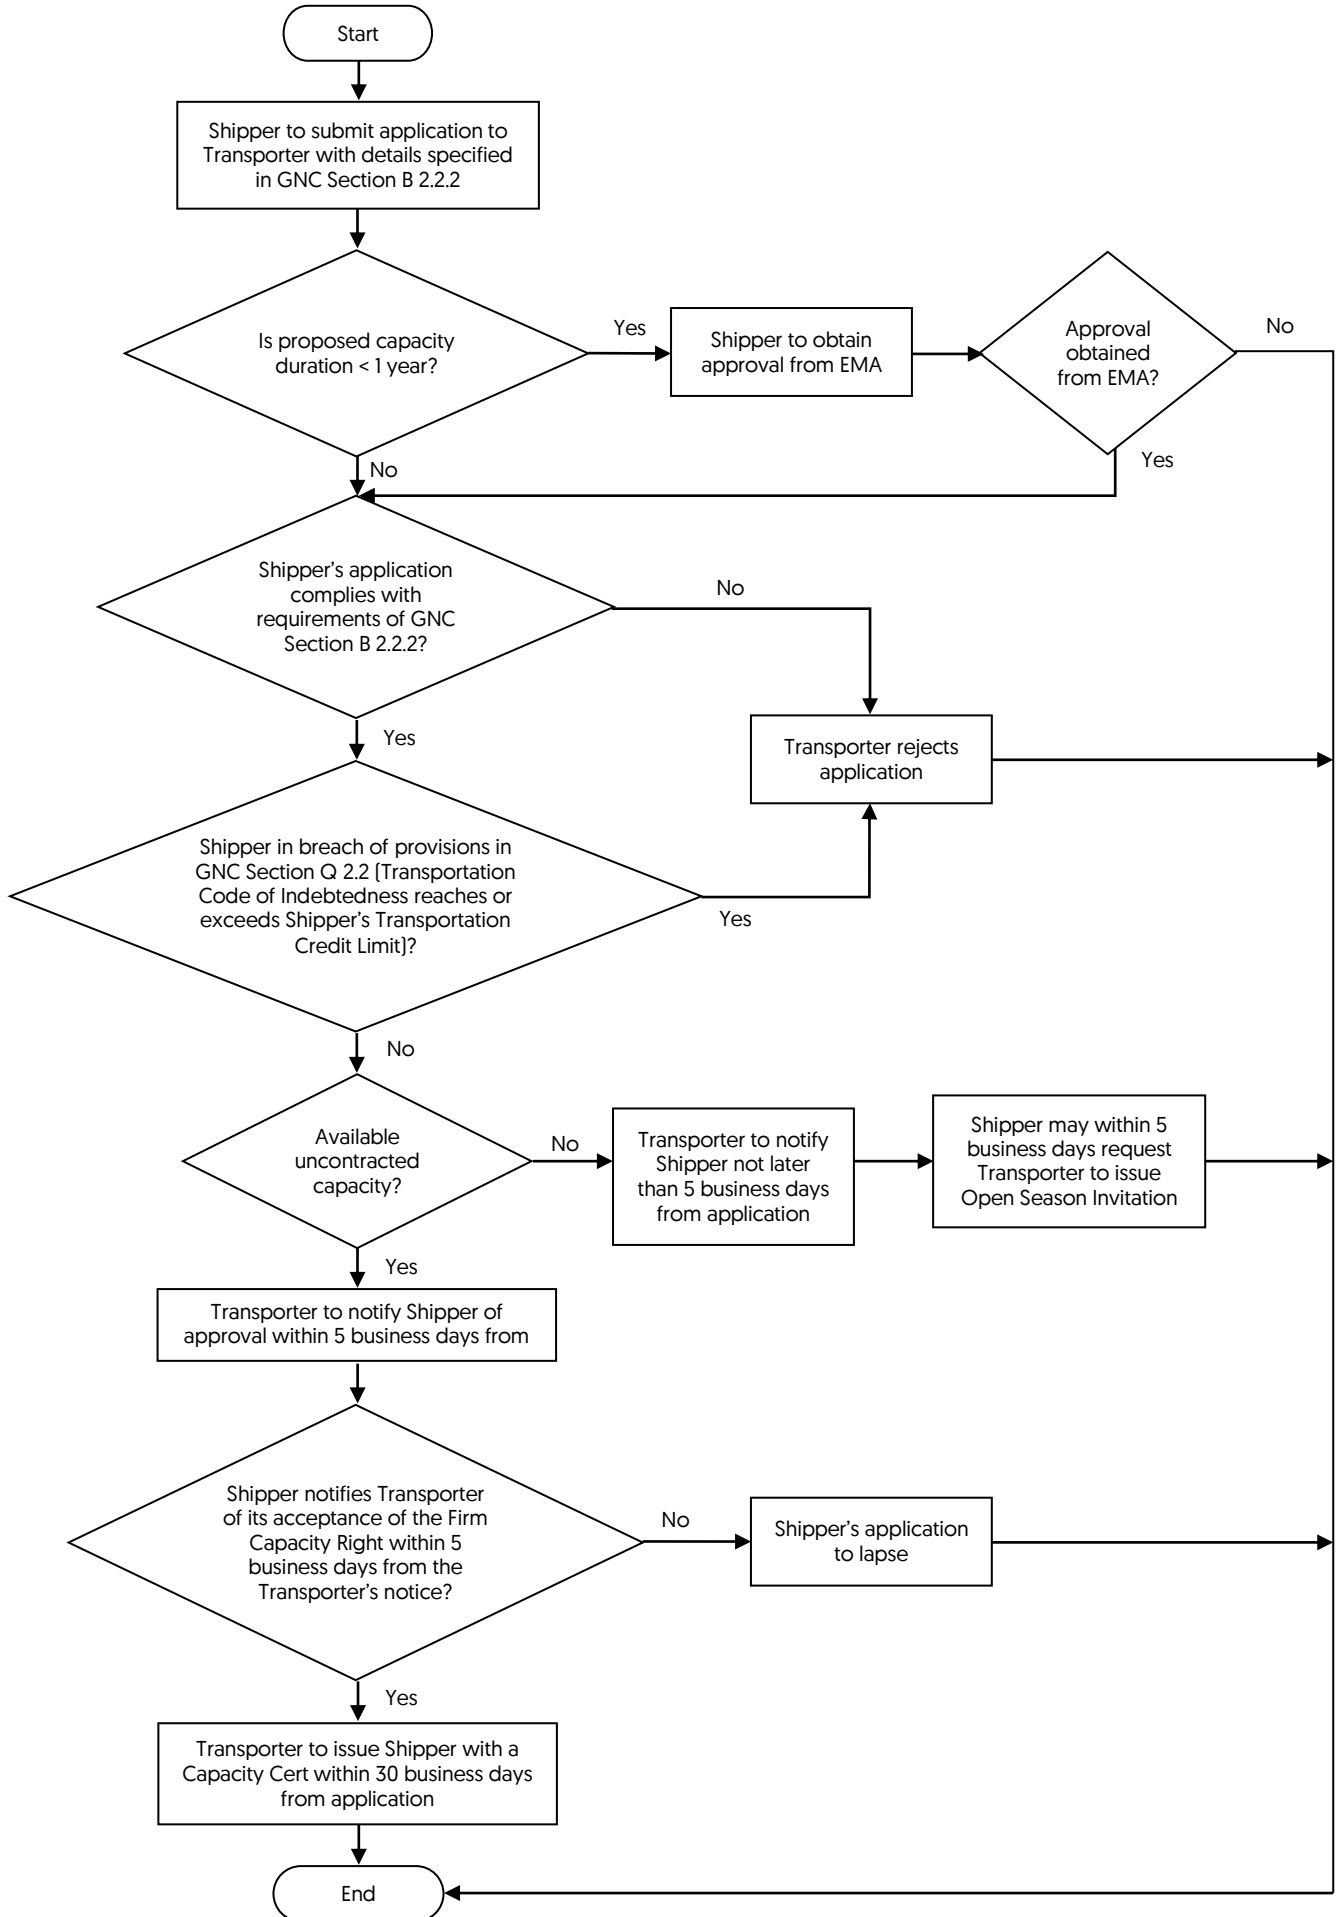 Start
Shipper to submit application to
Transporter with details specified
in GNC Section B 2.2.2
Is proposed capacity
duration < 1 year?
Yes
Shipper to obtain
approval from EMA
Approval
obtained
from EMA?
No
Yes
No
Shipper’s application
complies with
requirements of GNC
Section B 2.2.2?
No
Yes
Transporter rejects
application
Shipper in breach of provisions in
GNC Section Q 2.2 (Transportation
Code of Indebtedness reaches or
exceeds Shipper’s Transportation
Credit Limit)?
Yes
No
Available
uncontracted
capacity?
No
Transporter to notify
Shipper not later
than 5 business days
from application
Shipper may within 5
business days request
Transporter to issue
Open Season Invitation
Yes
Transporter to notify Shipper of
approval within 5 business days from
Shipper notifies Transporter
of its acceptance of the Firm
Capacity Right within 5
business days from the
Transporter’s notice?
No
Shipper’s application
to lapse
Yes
Transporter to issue Shipper with a
Capacity Cert within 30 business days
from application
End